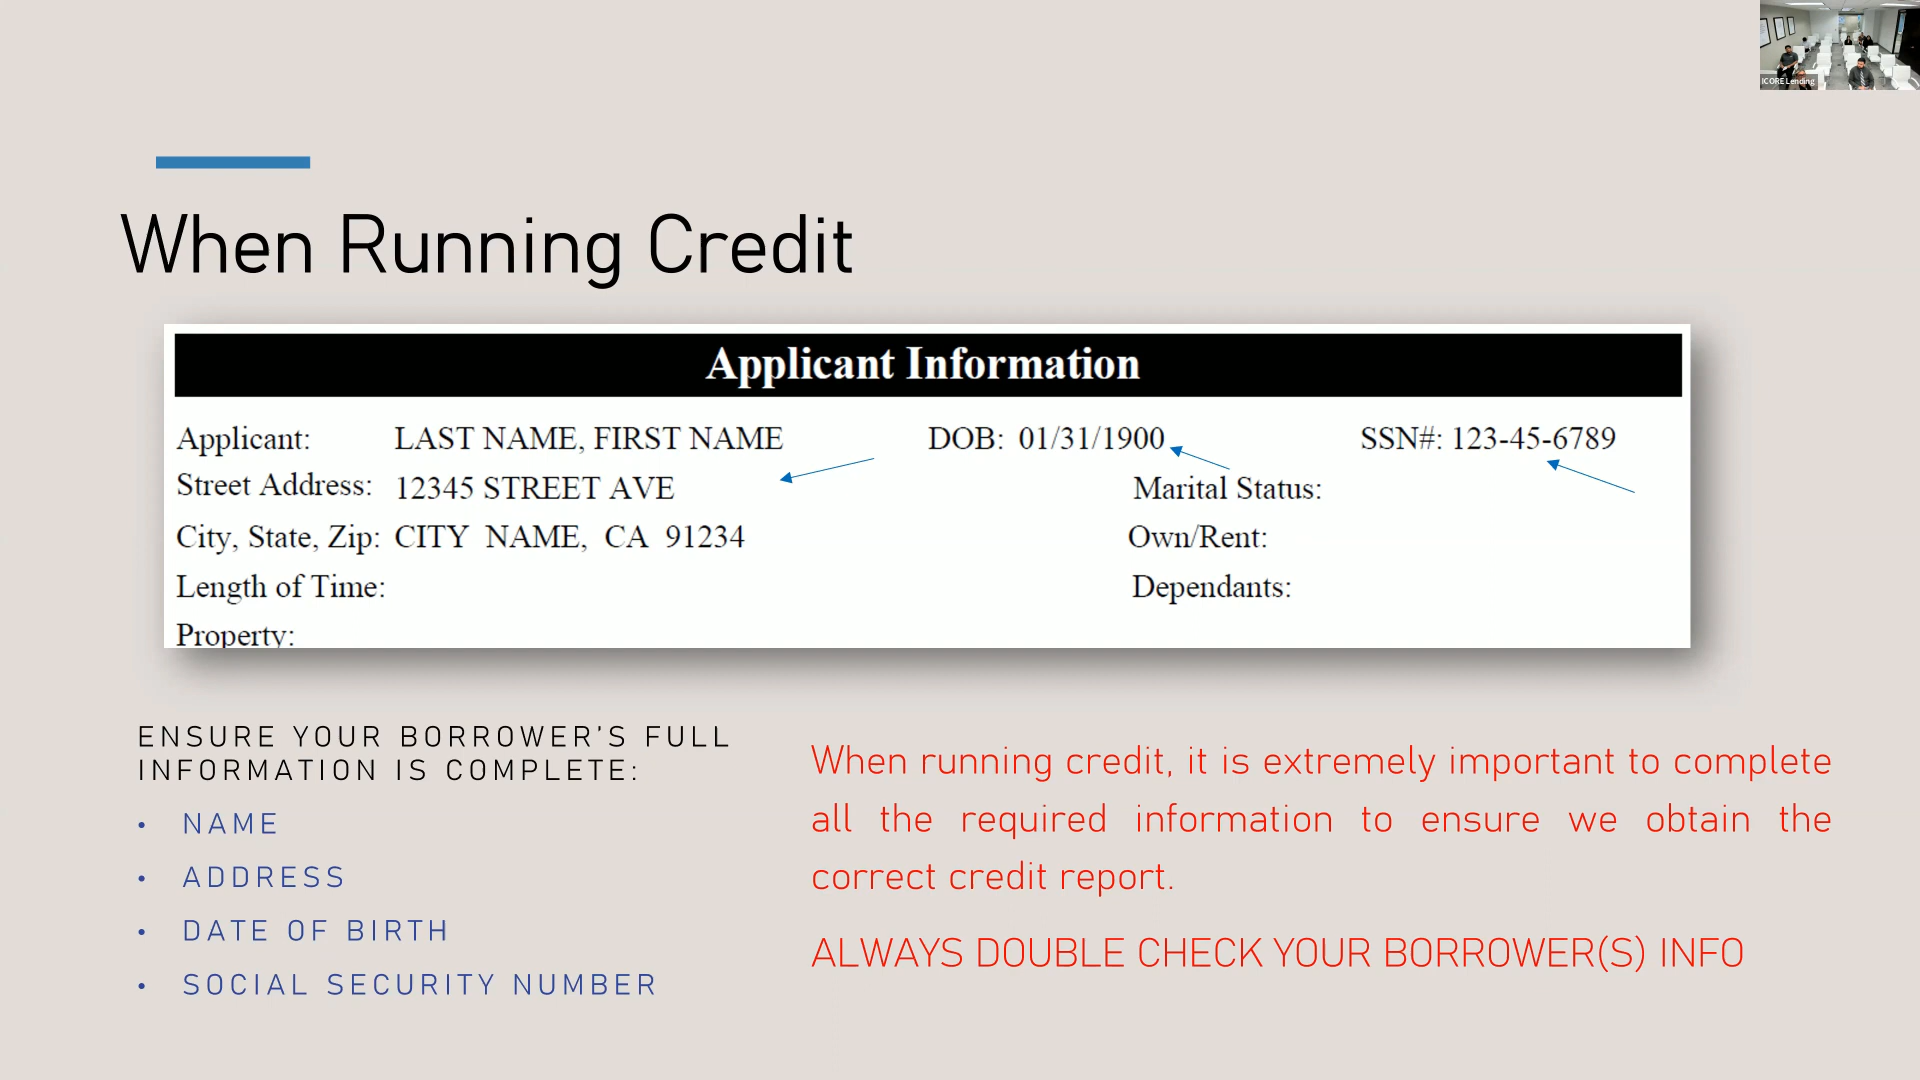 ICORE Lending
When Running Credit
Applicant Information
Applicant: LAST NAME, FIRST NAME DOB: 01/31/1900 SSN#: 123-45-6789
Street Address: 12345 STREET AVE Marital Status:
City, State, Zip: CITY NAME, CA 91234 Own/Rent:
Length of Time: Dependants:
Property:
ENSURE YOUR BORROWER'S FULL
INFORMATION IS COMPLETE:
• NAME
• ADDRESS
• DATE OF BIRTH
• SOCIAL SECURITY NUMBER
When running credit, it is extremely important to complete
all the required information to ensure we obtain the
correct credit report.
ALWAYS DOUBLE CHECK YOUR BORROWER(S) INFO